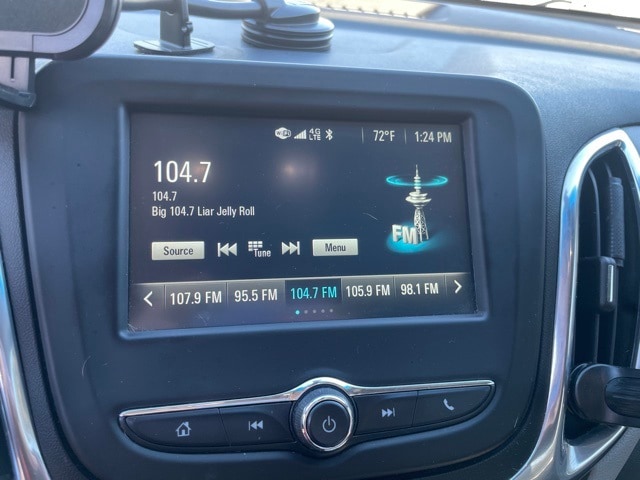 WiFi 4G LTE 72°F 1:24 PM
104.7
104.7
Big 104.7 Liar Jelly Roll
FM
Source Tune Menu
107.9 FM 95.5 FM 104.7 FM 105.9 FM 98.1 FM